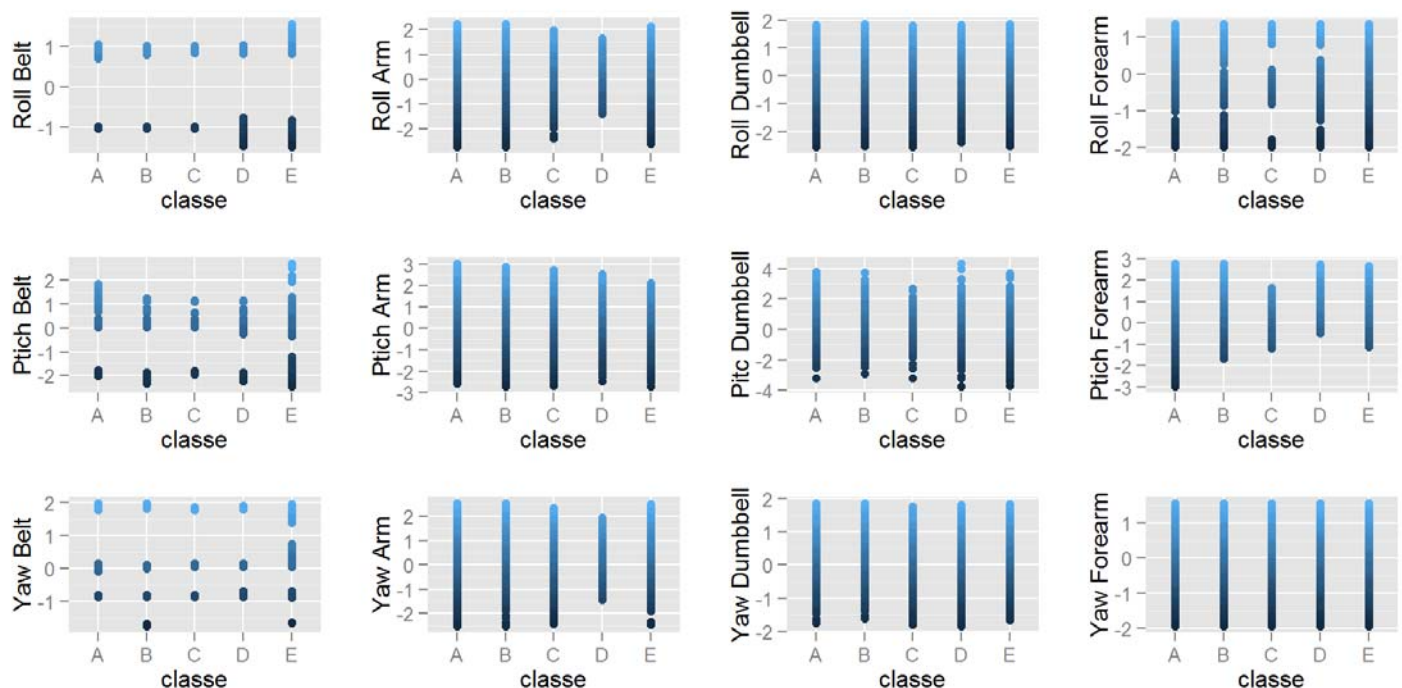 Roll Belt
1
0
-1
A B C D E
classe
Roll Arm
2
1
0
-1
-2
A B C D E
classe
Roll Dumbbell
2
1
0
-1
-2
A B C D E
classe
Roll Forearm
1
0
-1
-2
A B C D E
classe
Ptich Belt
2
1
0
-1
-2
A B C D E
classe
Ptich Arm
3
2
1
0
-1
-2
-3
A B C D E
classe
Pitc Dumbbell
4
2
0
-2
-4
A B C D E
classe
Ptich Forearm
3
2
1
0
-1
-2
-3
A B C D E
classe
Yaw Belt
2
1
0
-1
A B C D E
classe
Yaw Arm
2
1
0
-1
-2
A B C D E
classe
Yaw Dumbbell
2
1
0
-1
-2
A B C D E
classe
Yaw Forearm
1
0
-1
-2
A B C D E
classe